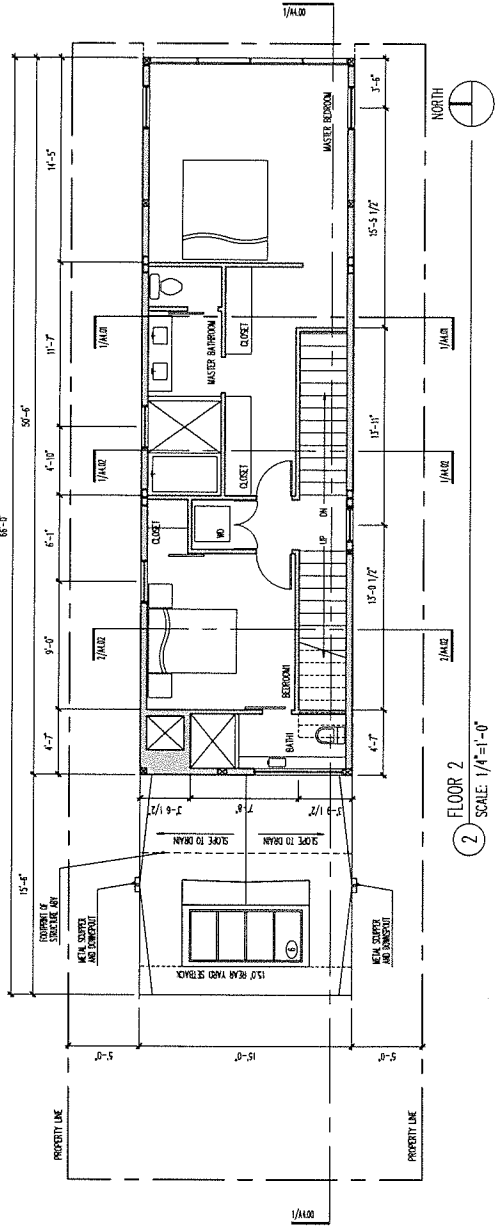 1/A4.00
66'-0"
50'-6"
15'-6"
14'-5"
11'-7"
4'-10"
6'-1"
9'-0"
4'-7"
1/A4.01
1/A4.02
2/A4.02
FOOTPRINT OF
STRUCTURE ABV
METAL SCUPPER
AND DOWNSPOUT
PROPERTY LINE
5'-0"
15'-0"
5'-0"
MASTER BEDROOM
MASTER BATHROOM
CLOSET
CLOSET
CLOSET
WD
BEDROOM1
BATH1
UP
DN
3'-6 1/2"
7'-8"
3'-9 1/2"
SLOPE TO DRAIN
SLOPE TO DRAIN
15.0' REAR YARD SETBACK
6
METAL SCUPPER
AND DOWNSPOUT
PROPERTY LINE
3'-6"
15'-5 1/2"
13'-11"
13'-0 1/2"
4'-7"
1/A4.01
1/A4.02
2/A4.02
1/A4.00
NORTH
2
FLOOR 2
SCALE: 1/4"=1'-0"